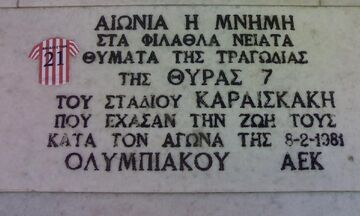 ΑΙΩΝΙΑ Η ΜΝΗΜΗ
ΣΤΑ ΦΙΛΑΘΛΑ ΝΕΙΑΤΑ
21
ΘΥΜΑΤΑ ΤΗΣ ΤΡΑΓΩΔΙΑΣ
ΤΗΣ ΘΥΡΑΣ 7
ΤΟΥ ΣΤΑΔΙΟΥ ΚΑΡΑΙΣΚΑΚΗ
ΠΟΥ ΕΧΑΣΑΝ ΤΗΝ ΖΩΗ ΤΟΥΣ
ΚΑΤΑ ΤΟΝ ΑΓΩΝΑ ΤΗΣ 8-2-1981
ΟΛΥΜΠΙΑΚΟΥ ΑΕΚ